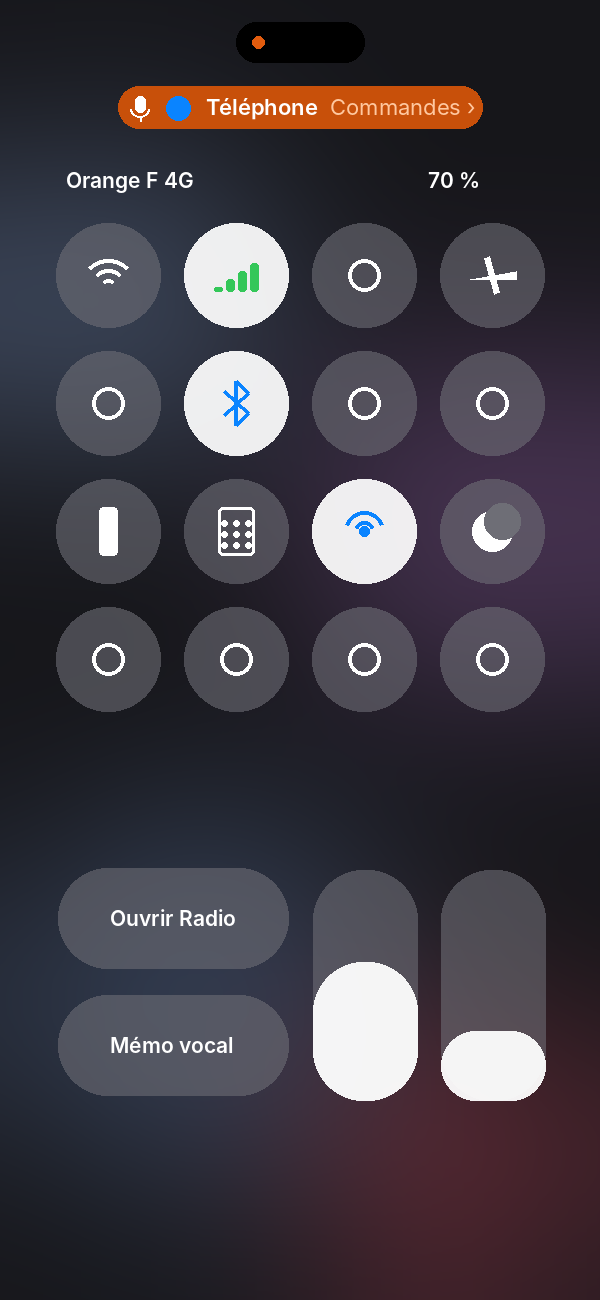 Téléphone Commandes ›
Orange F 4G 70 %
Ouvrir Radio
Mémo vocal